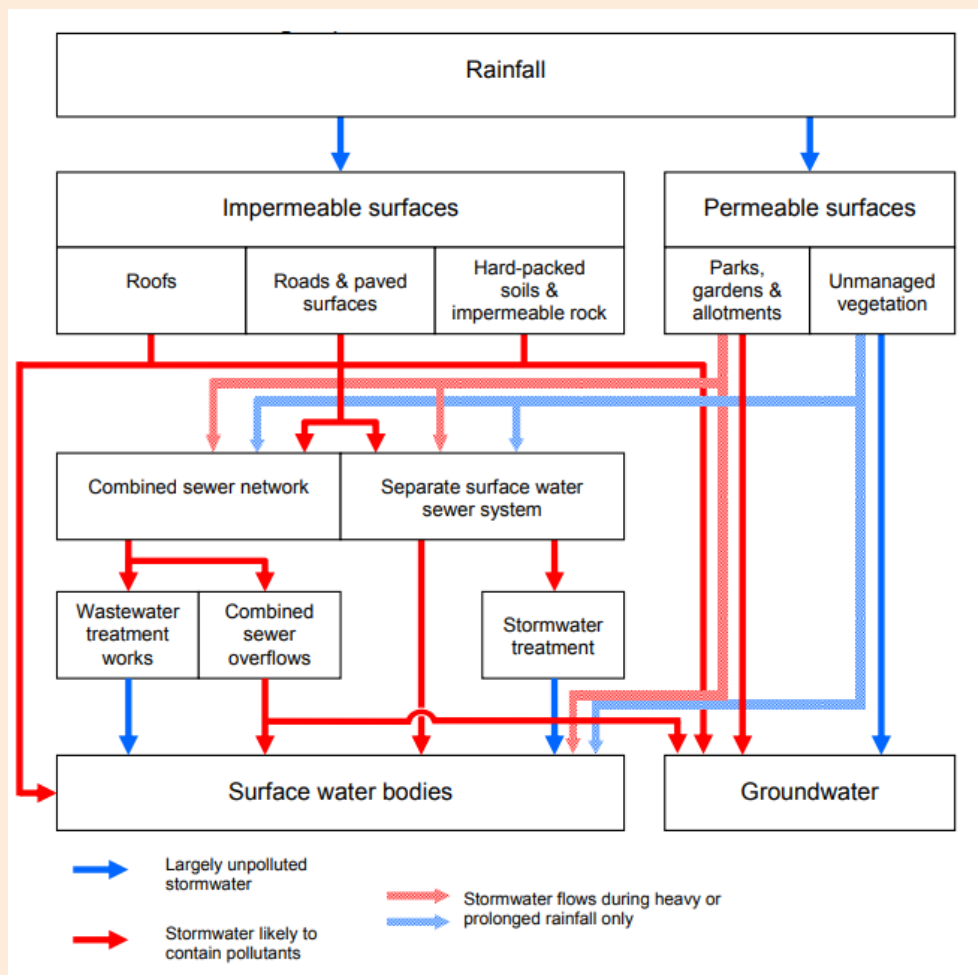 Rainfall
Impermeable surfaces
Permeable surfaces
Roofs
Roads & paved
surfaces
Hard-packed
soils &
impermeable rock
Parks,
gardens &
allotments
Unmanaged
vegetation
Combined sewer network
Separate surface water
sewer system
Wastewater
treatment
works
Combined
sewer
overflows
Stormwater
treatment
Surface water bodies
Groundwater
Largely unpolluted
stormwater
Stormwater likely to
contain pollutants
Stormwater flows during heavy or
prolonged rainfall only